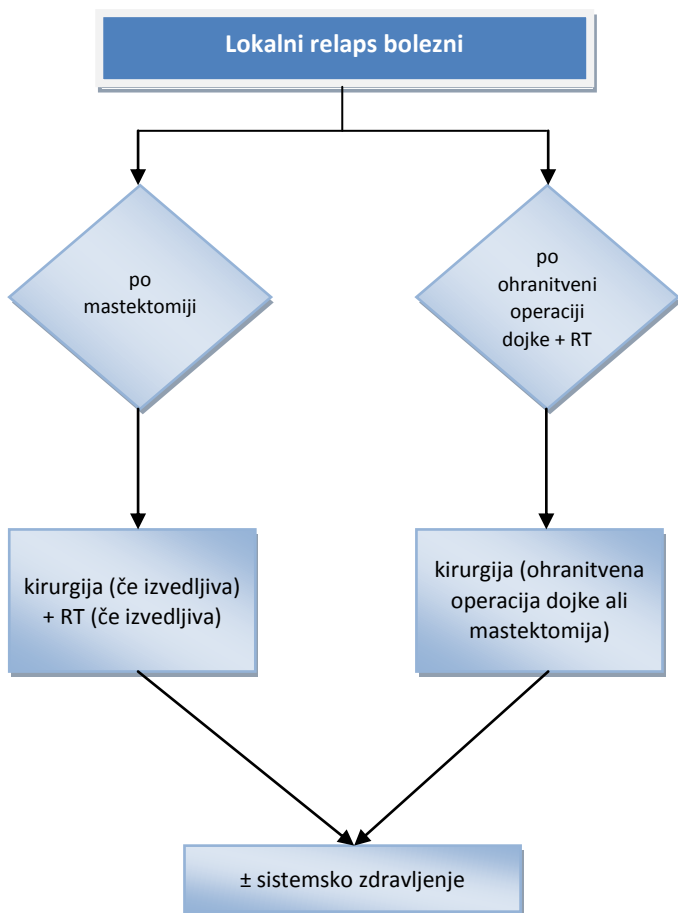 Lokalni relaps bolezni
po
mastektomiji
po
ohranitveni
operaciji
dojke + RT
kirurgija (če izvedljiva)
+ RT (če izvedljiva)
kirurgija (ohranitvena
operacija dojke ali
mastektomija)
± sistemsko zdravljenje